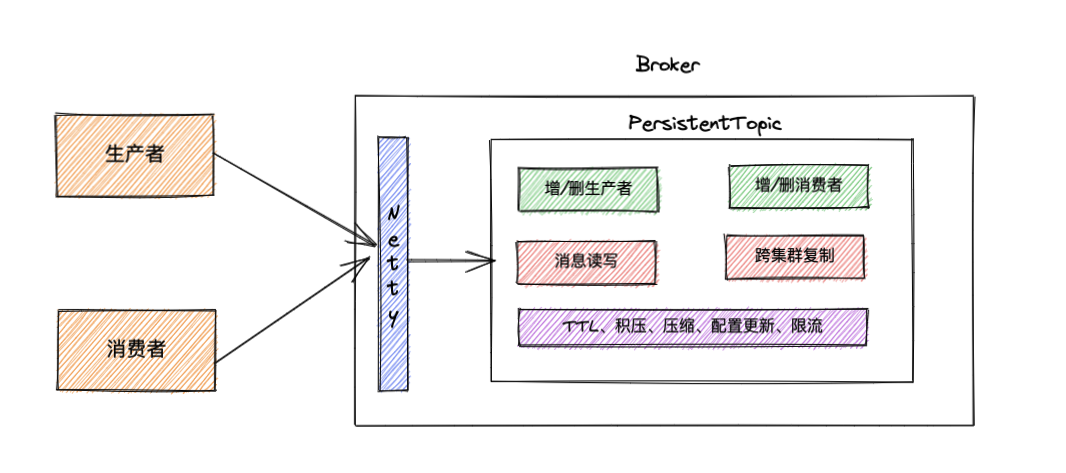 Broker
PersistentTopic
生产者
消费者
Netty
增/删生产者
增/删消费者
消息读写
跨集群复制
TTL、积压、压缩、配置更新、限流